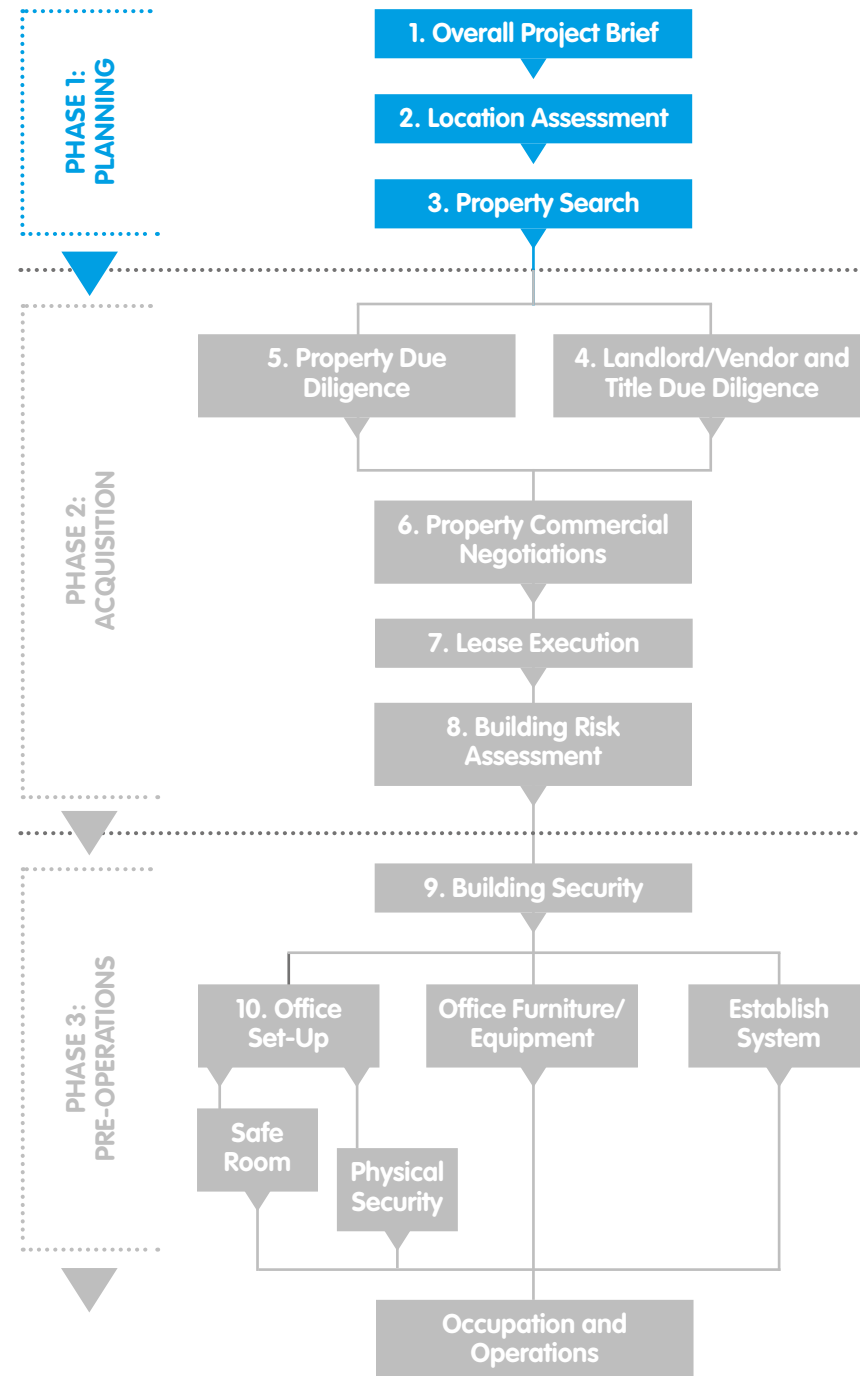 PHASE 1:
PLANNING
1. Overall Project Brief
2. Location Assessment
3. Property Search
PHASE 2:
ACQUISITION
5. Property Due
Diligence
4. Landlord/Vendor and
Title Due Diligence
6. Property Commercial
Negotiations
7. Lease Execution
8. Building Risk
Assessment
PHASE 3:
PRE-OPERATIONS
9. Building Security
10. Office
Set-Up
Office Furniture/
Equipment
Establish
System
Safe
Room
Physical
Security
Occupation and
Operations